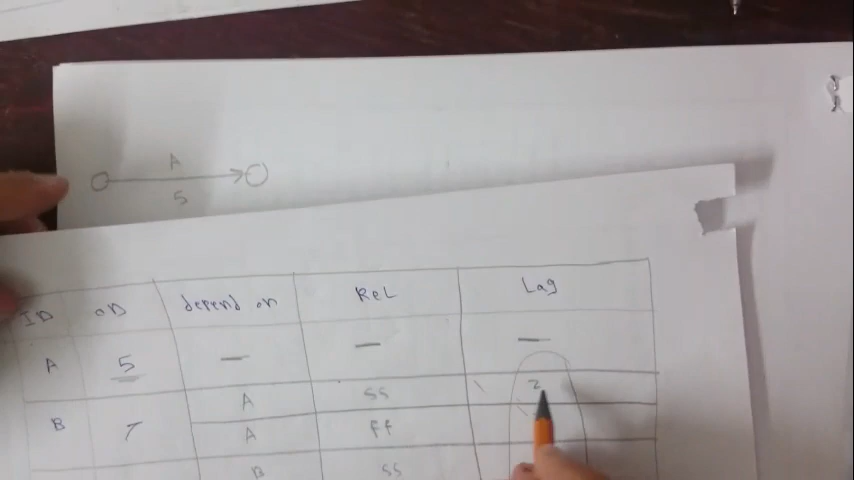 A
5
ID OD depend on Rel Lag
A 5 — — —
A SS 2
B 7
A ff
B SS